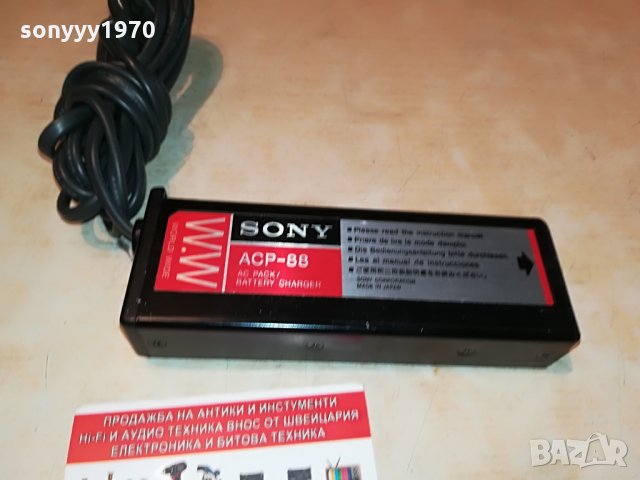 sonyyy1970
W.W
WORLD WIDE
SONY
ACP-88
AC PACK/
BATTERY CHARGER
Please read the instruction manual.
Priere de lire le mode d'emploi.
Die Bedienungsanleitung bitte durchlesen.
Lea el manual de instrucciones.
SONY CORPORATION
MADE IN JAPAN
ПРОДАЖБА НА АНТИКИ И ИНСТУМЕНТИ
Hi-Fi И АУДИО ТЕХНИКА ВНОС ОТ ШВЕЙЦАРИЯ
ЕЛЕКТРОНИКА И БИТОВА ТЕХНИКА
bazar